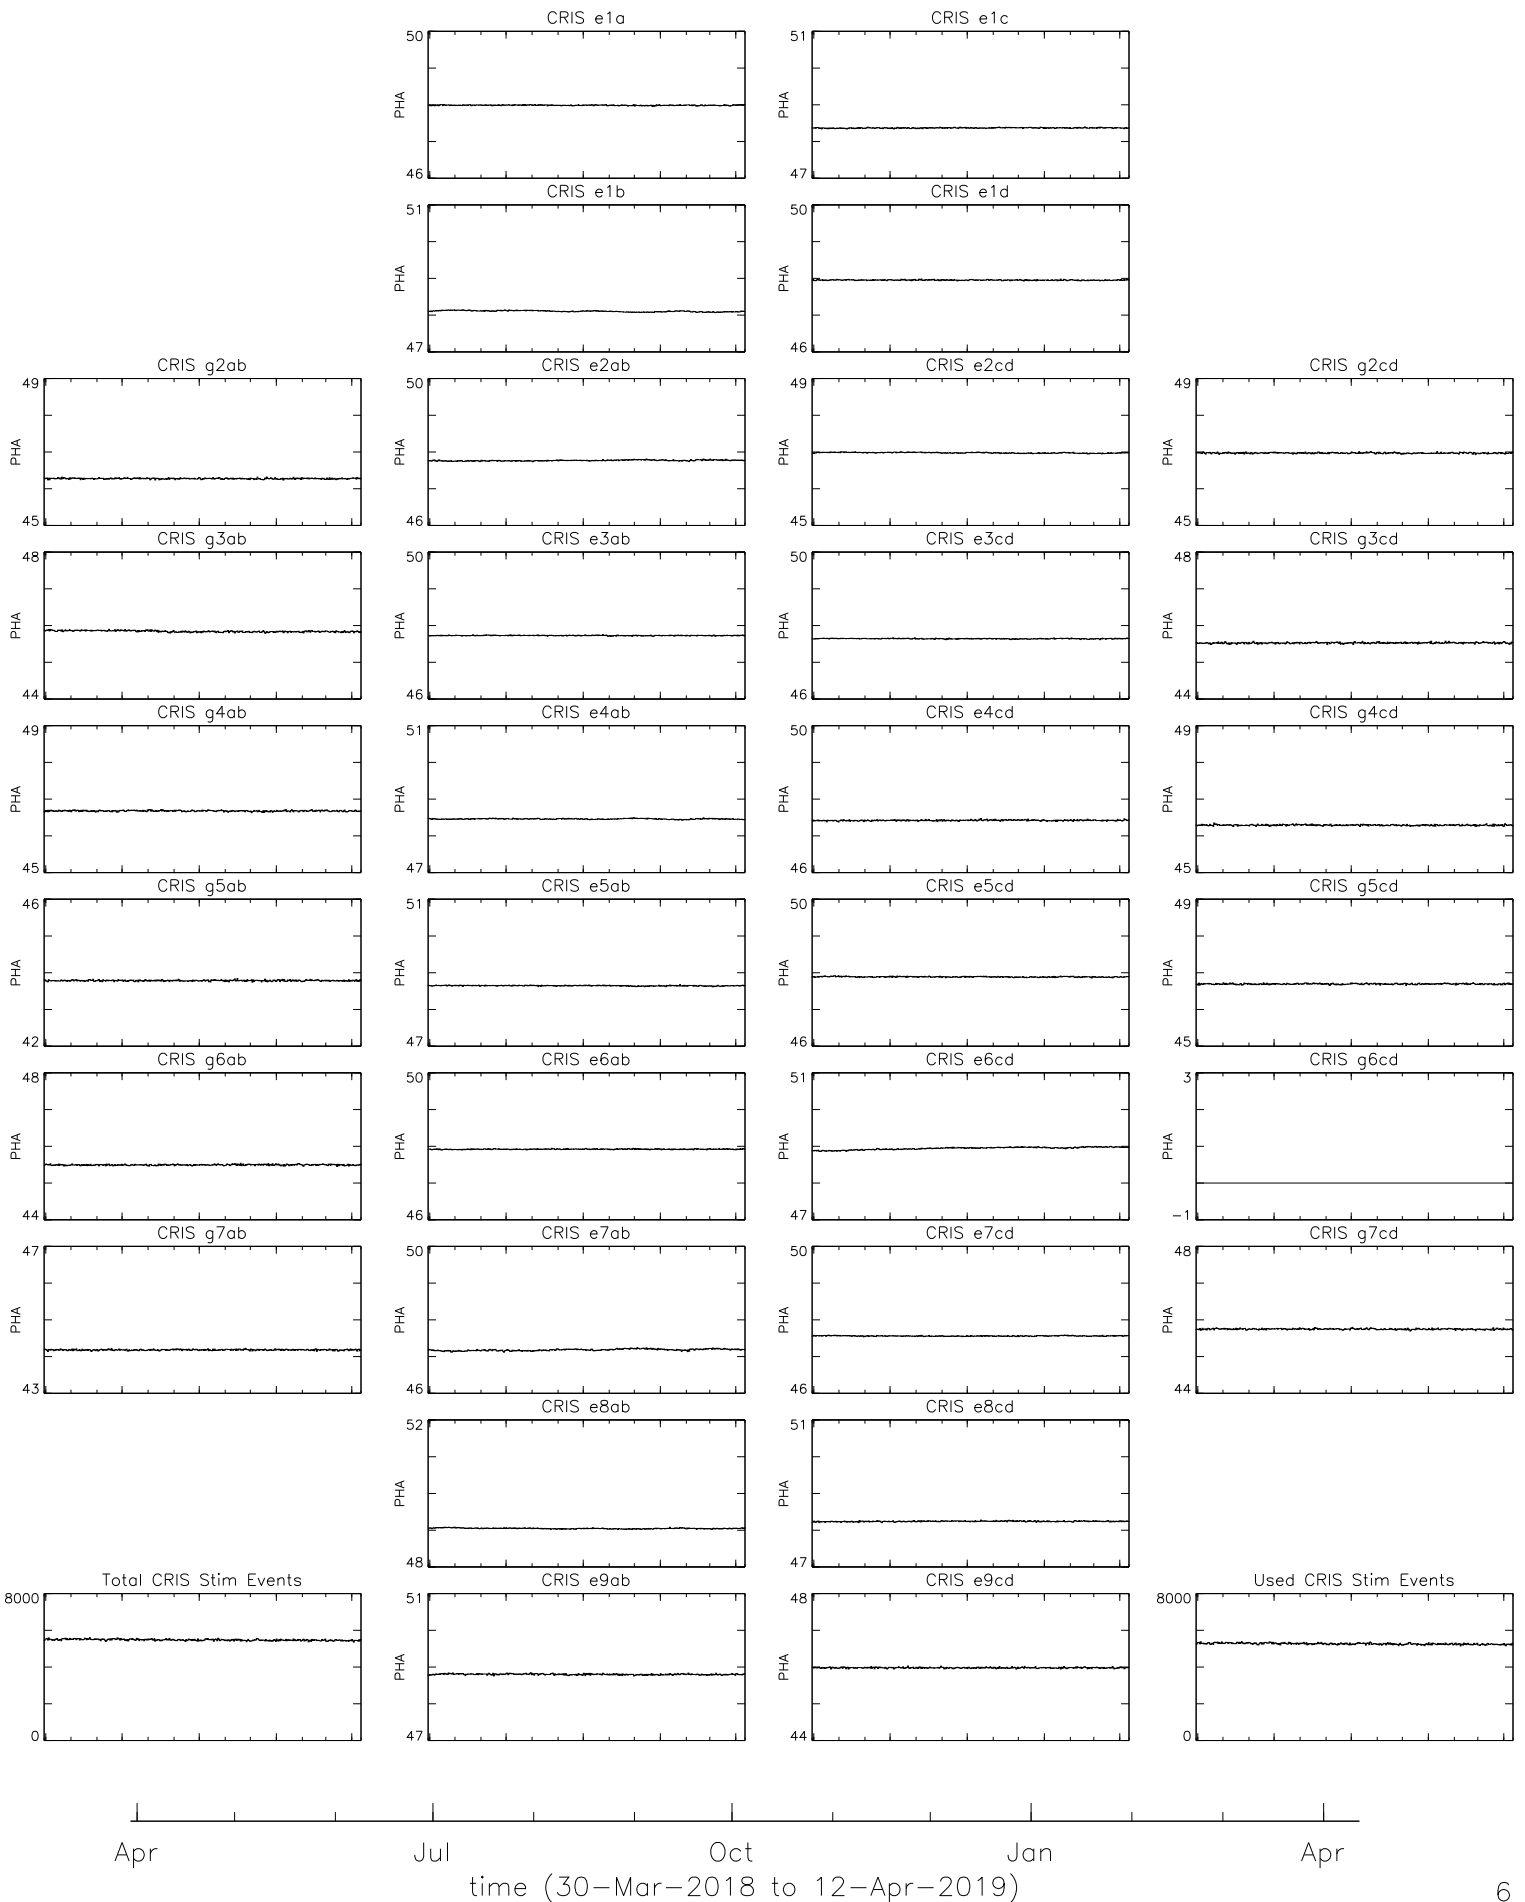 CRIS e1a
50
PHA
46
CRIS e1c
51
PHA
47
CRIS e1b
51
PHA
47
CRIS e1d
50
PHA
46
CRIS g2ab
49
PHA
45
CRIS e2ab
50
PHA
46
CRIS e2cd
49
PHA
45
CRIS g2cd
49
PHA
45
CRIS g3ab
48
PHA
44
CRIS e3ab
50
PHA
46
CRIS e3cd
50
PHA
46
CRIS g3cd
48
PHA
44
CRIS g4ab
49
PHA
45
CRIS e4ab
51
PHA
47
CRIS e4cd
50
PHA
46
CRIS g4cd
49
PHA
45
CRIS g5ab
46
PHA
42
CRIS e5ab
51
PHA
47
CRIS e5cd
50
PHA
46
CRIS g5cd
49
PHA
45
CRIS g6ab
48
PHA
44
CRIS e6ab
50
PHA
46
CRIS e6cd
51
PHA
47
CRIS g6cd
3
PHA
−1
CRIS g7ab
47
PHA
43
CRIS e7ab
50
PHA
46
CRIS e7cd
50
PHA
46
CRIS g7cd
48
PHA
44
CRIS e8ab
52
PHA
48
CRIS e8cd
51
PHA
47
Total CRIS Stim Events
8000
0
CRIS e9ab
51
PHA
47
CRIS e9cd
48
PHA
44
Used CRIS Stim Events
8000
0
Apr Jul Oct Jan Apr
time (30−Mar−2018 to 12−Apr−2019)
6